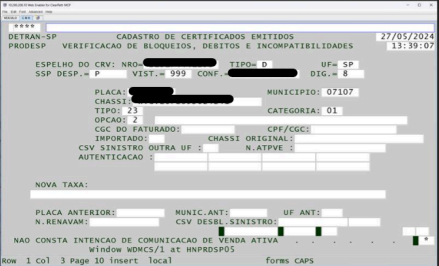 ****
DETRAN-SP CADASTRO DE CERTIFICADOS EMITIDOS 27/05/2024
PRODESP VERIFICACAO DE BLOQUEIOS, DEBITOS E INCOMPATIBILIDADES 13:39:07
ESPELHO DO CRV: NRO= TIPO= D UF= SP
SSP DESP.= P VIST.= 999 CONF.= DIG.= 8
PLACA: MUNICIPIO: 07107
CHASSI:
TIPO: 23 CATEGORIA: 01
OPCAO: 2
CGC DO FATURADO: CPF/CGC:
IMPORTADO: CHASSI ORIGINAL:
CSV SINISTRO OUTRA UF : N.ATPVE :
AUTENTICACAO :
NOVA TAXA:
PLACA ANTERIOR: MUNIC.ANT: UF ANT:
N.RENAVAM: CSV DESBL.SINISTRO:
NAO CONSTA INTENCAO DE COMUNICACAO DE VENDA ATIVA . . . . . . *
Window WDMCS/1 at HNPRDSP05
Row 1 Col 3 Page 10 insert local forms CAPS